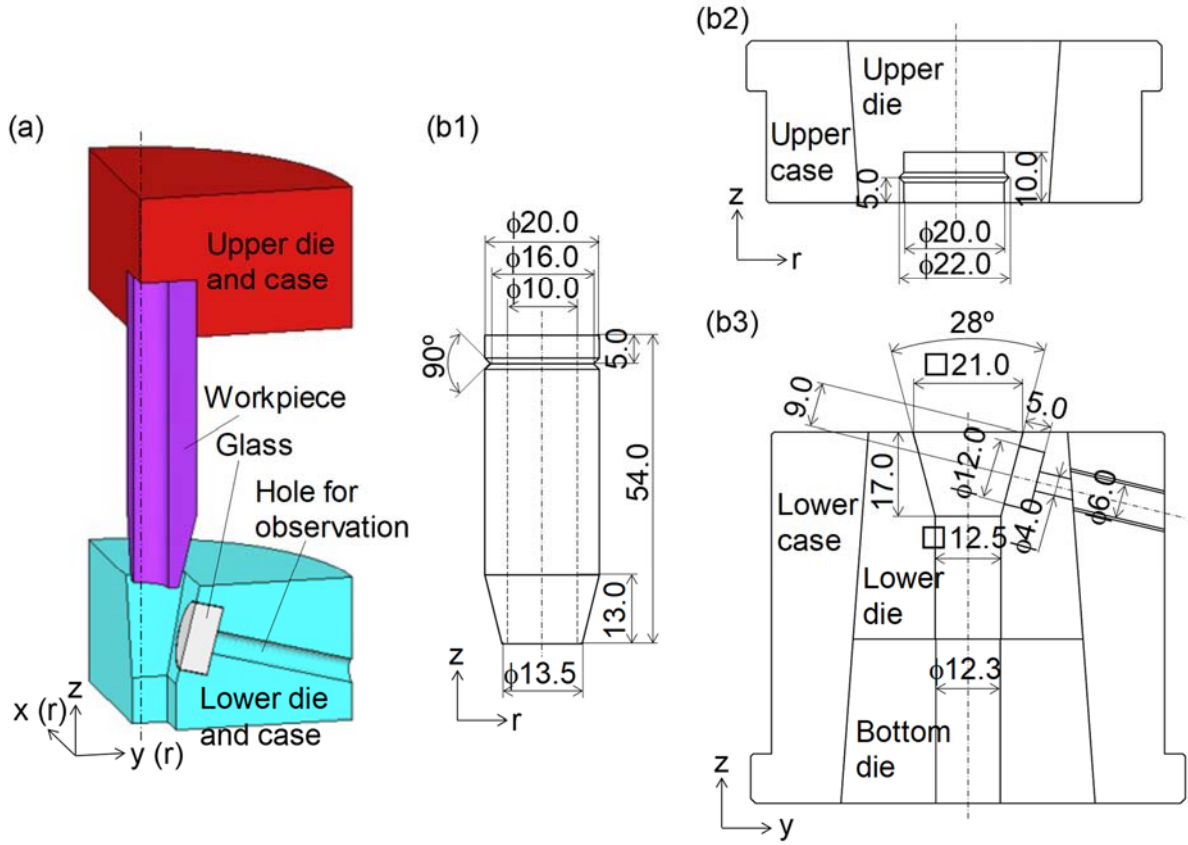 (a)
Upper die
and case
Workpiece
Glass
Hole for
observation
Lower die
and case
z
x (r)
y (r)
(b1)
ϕ20.0
ϕ16.0
ϕ10.0
90º
5.0
54.0
13.0
ϕ13.5
z
r
(b2)
Upper
die
Upper
case
5.0
10.0
ϕ20.0
ϕ22.0
z
r
(b3)
28º
□21.0
9.0
5.0
17.0
ϕ12.0
ϕ4.0
ϕ6.0
Lower
case
□12.5
Lower
die
ϕ12.3
Bottom
die
z
y